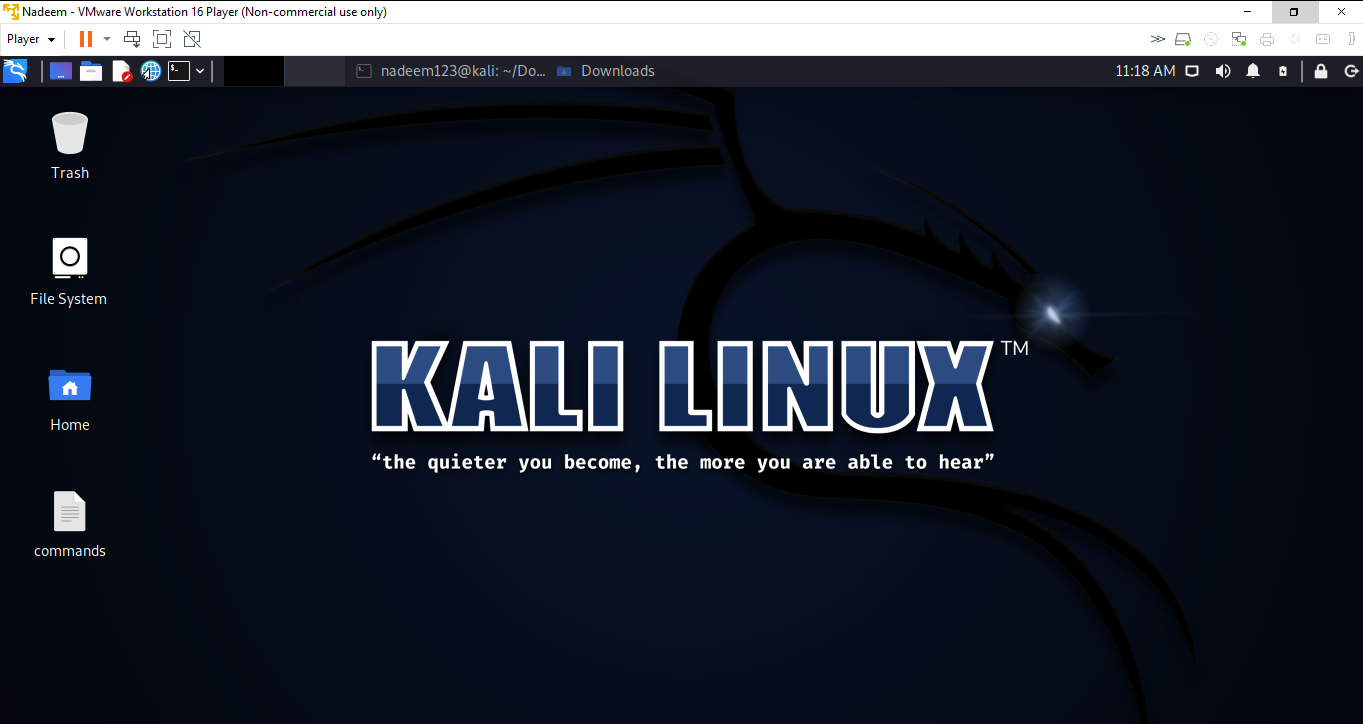 Nadeem - VMware Workstation 16 Player (Non-commercial use only)
Player
nadeem123@kali: ~/Do...
Downloads
11:18 AM
Trash
File System
Home
commands
KALI LINUX™
“the quieter you become, the more you are able to hear”